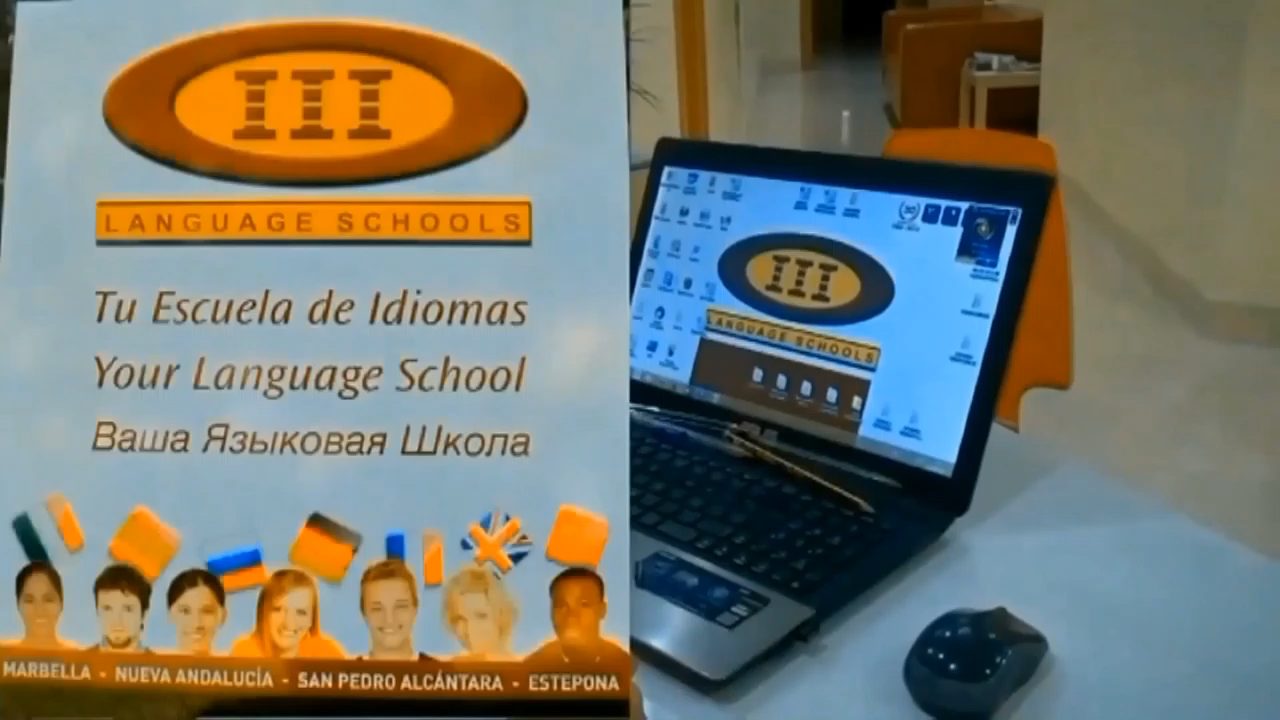 III
LANGUAGE SCHOOLS
Tu Escuela de Idiomas
Your Language School
Ваша Языковая Школа
MARBELLA - NUEVA ANDALUCÍA - SAN PEDRO ALCÁNTARA - ESTEPONA
III
LANGUAGE SCHOOLS